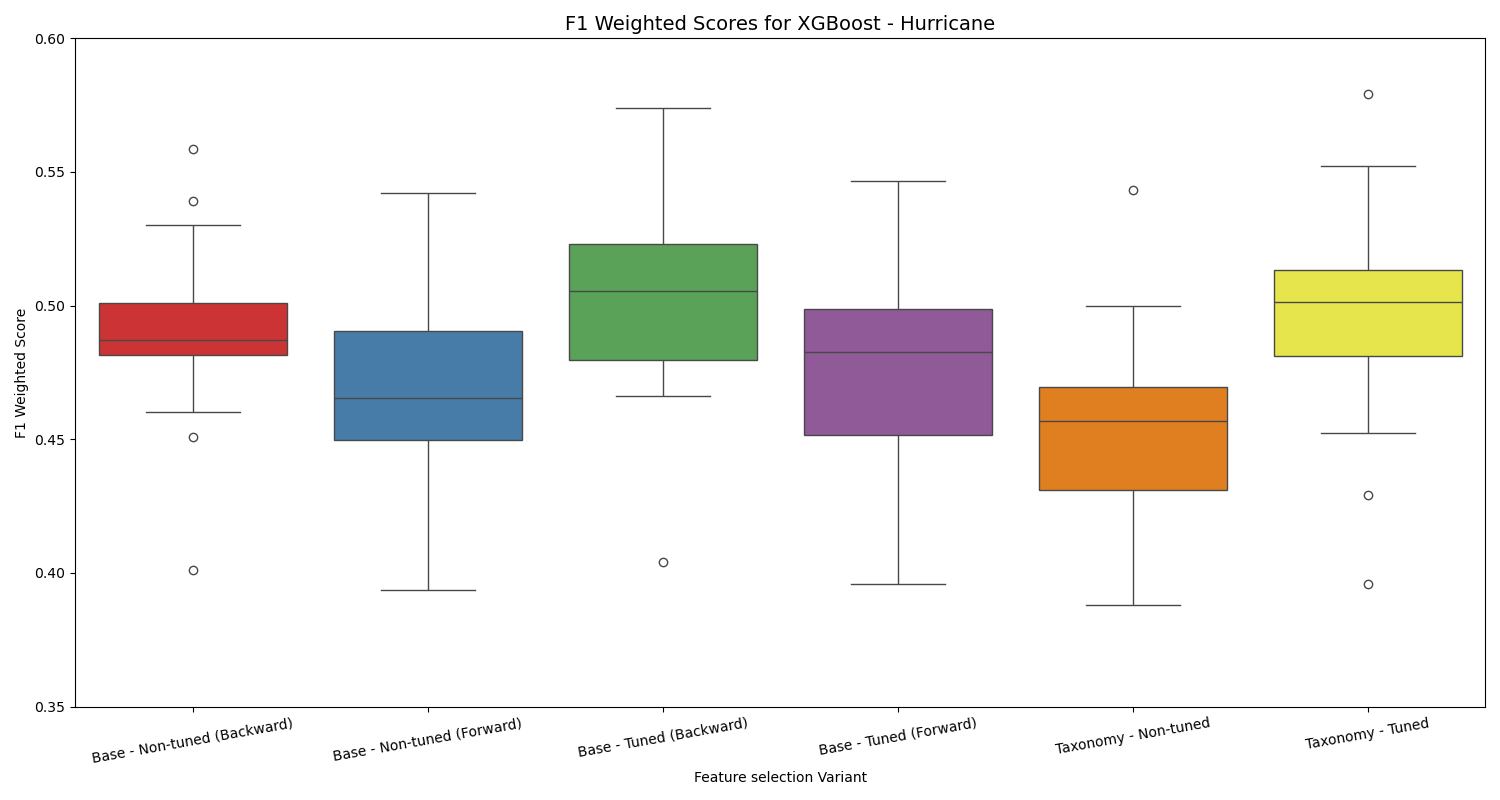 F1 Weighted Scores for XGBoost - Hurricane
0.60
0.55
0.50
0.45
0.40
0.35
F1 Weighted Score
Base - Non-tuned (Backward)
Base - Non-tuned (Forward)
Base - Tuned (Backward)
Base - Tuned (Forward)
Taxonomy - Non-tuned
Taxonomy - Tuned
Feature selection Variant